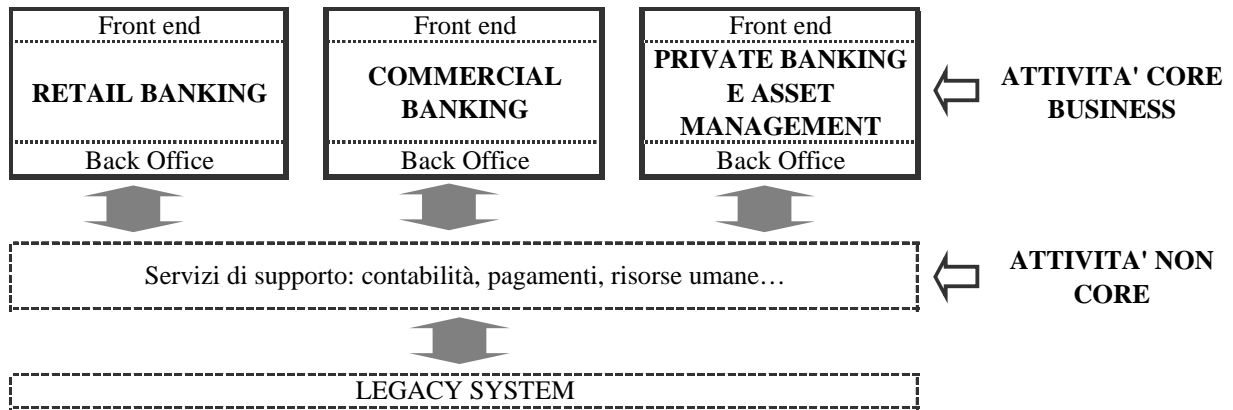 Front end
RETAIL BANKING
Back Office
Front end
COMMERCIAL
BANKING
Back Office
Front end
PRIVATE BANKING
E ASSET
MANAGEMENT
Back Office
ATTIVITA' CORE
BUSINESS
Servizi di supporto: contabilità, pagamenti, risorse umane…
ATTIVITA' NON
CORE
LEGACY SYSTEM